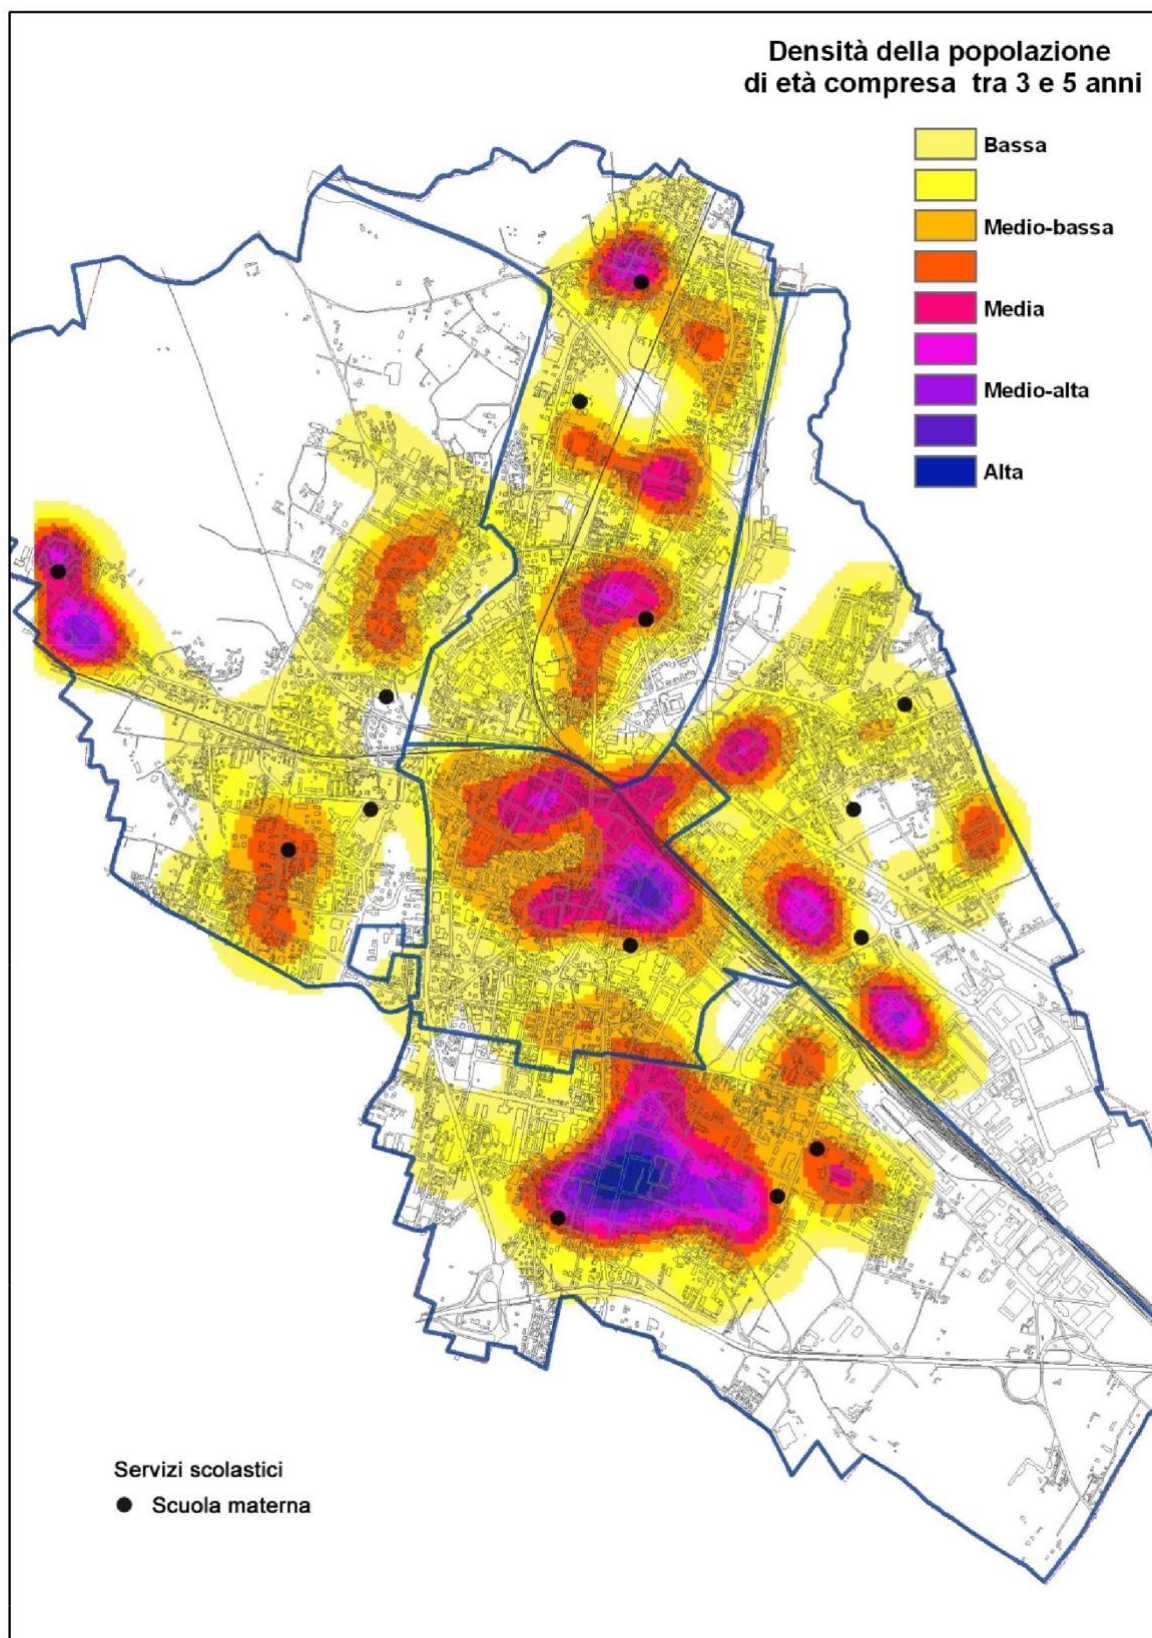 Densità della popolazione
di età compresa tra 3 e 5 anni
Bassa
Medio-bassa
Media
Medio-alta
Alta
Servizi scolastici
Scuola materna